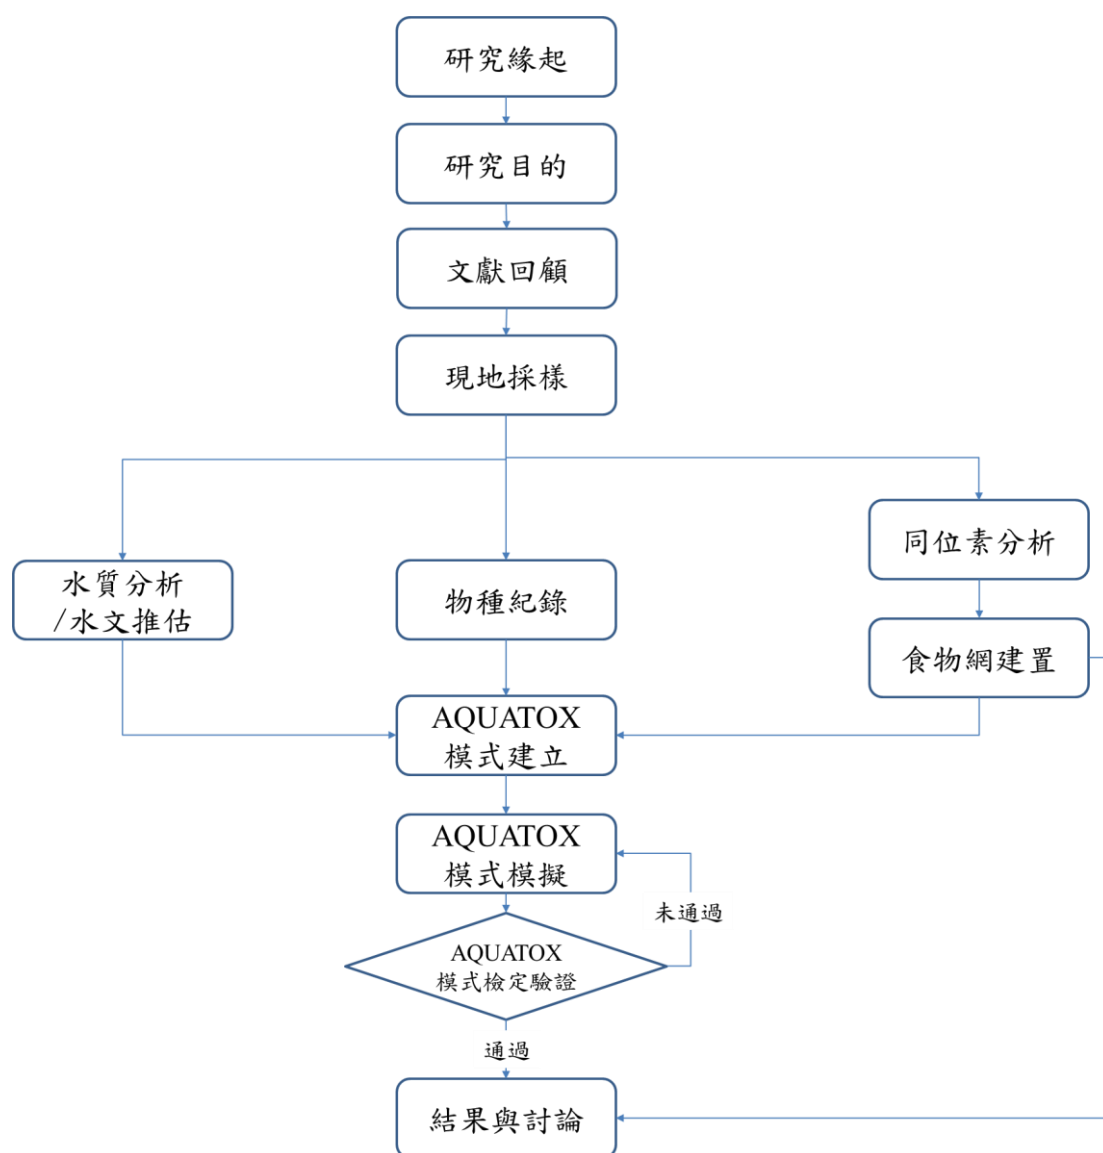 研究緣起
研究目的
文獻回顧
現地採樣
同位素分析
水質分析
/水文推估
物種紀錄
食物網建置
AQUATOX
模式建立
AQUATOX
模式模擬
未通過
AQUATOX
模式檢定驗證
通過
結果與討論